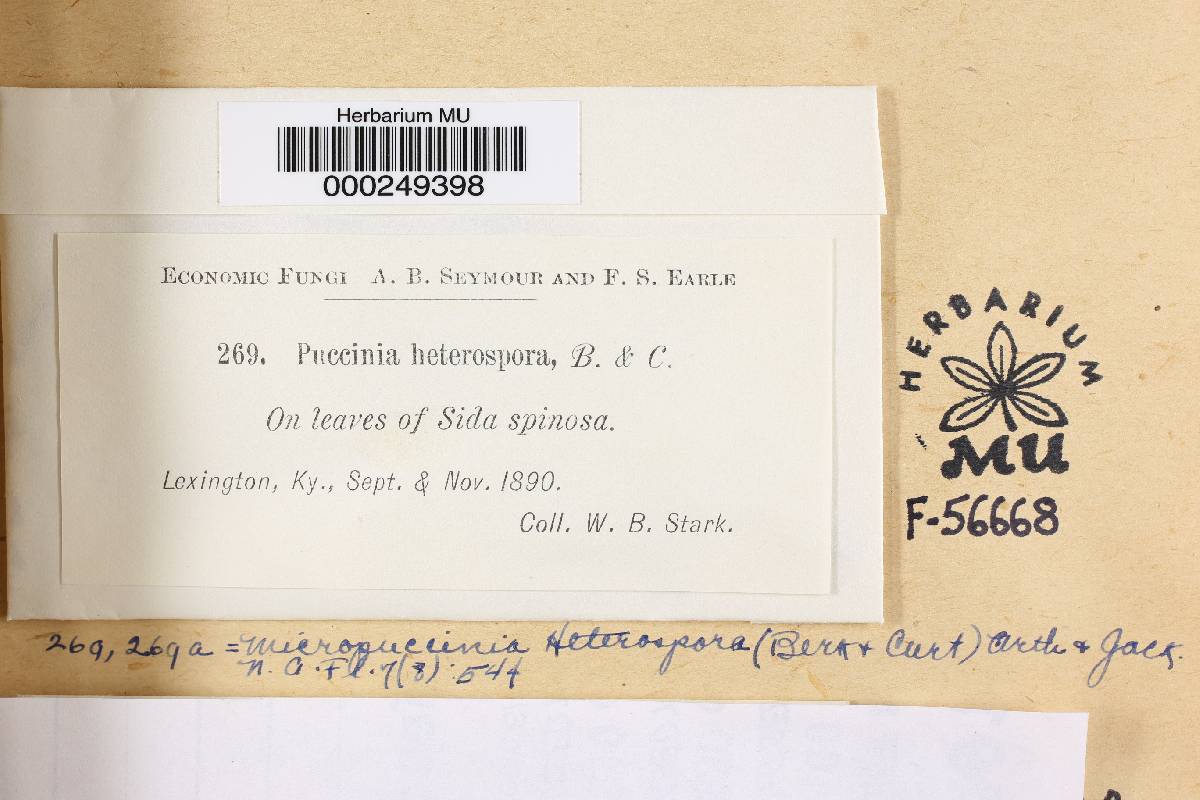 Herbarium MU
000249398
ECONOMIC FUNGI A. B. SEYMOUR AND F. S. EARLE
269. Puccinia heterospora, B. & C.
On leaves of Sida spinosa.
Lexington, Ky., Sept. & Nov. 1890.
Coll. W. B. Stark.
HERBARIUM
MU
F-56668
269, 269a = Micropuccinia Heterospora (Berk & Curt) Arth & Jack.
N. A. Fl. 7(8): 544